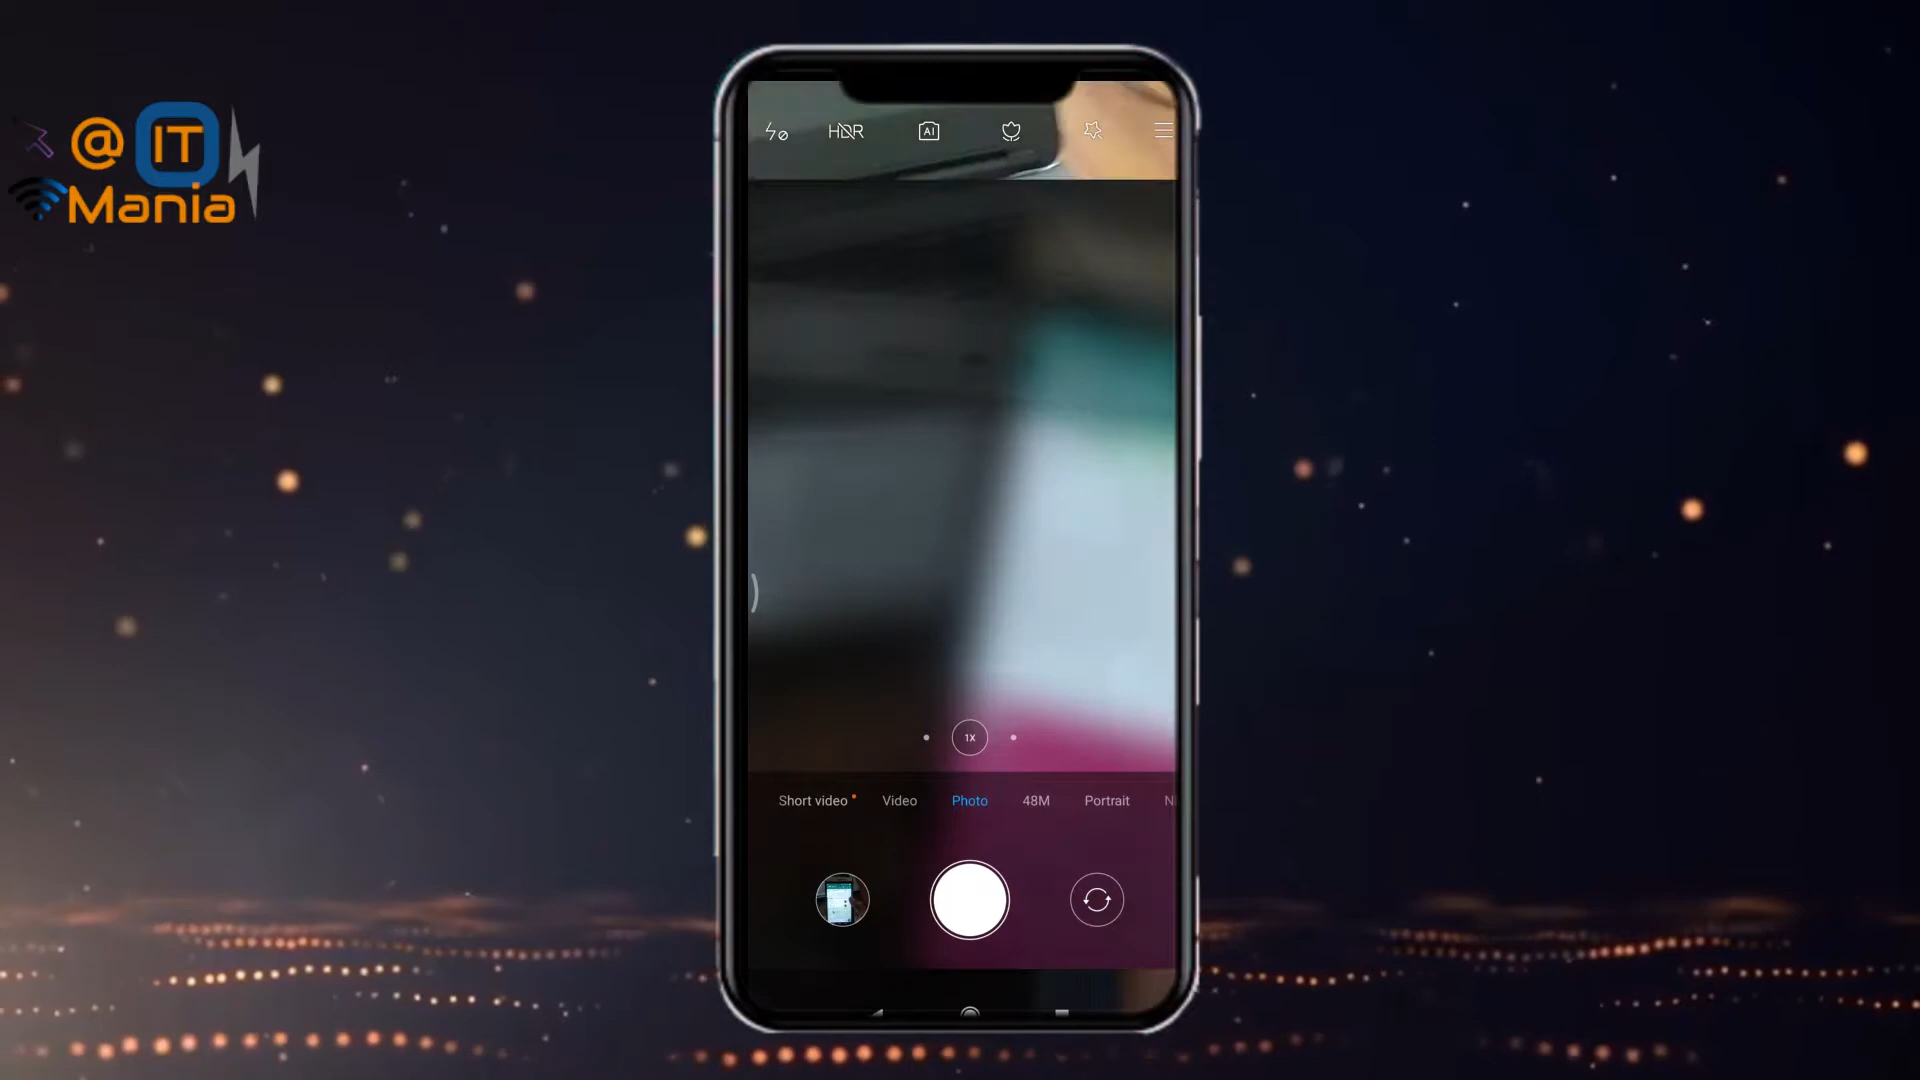 @ IT
Mania
HDR
AI
1X
Short video Video Photo 48M Portrait